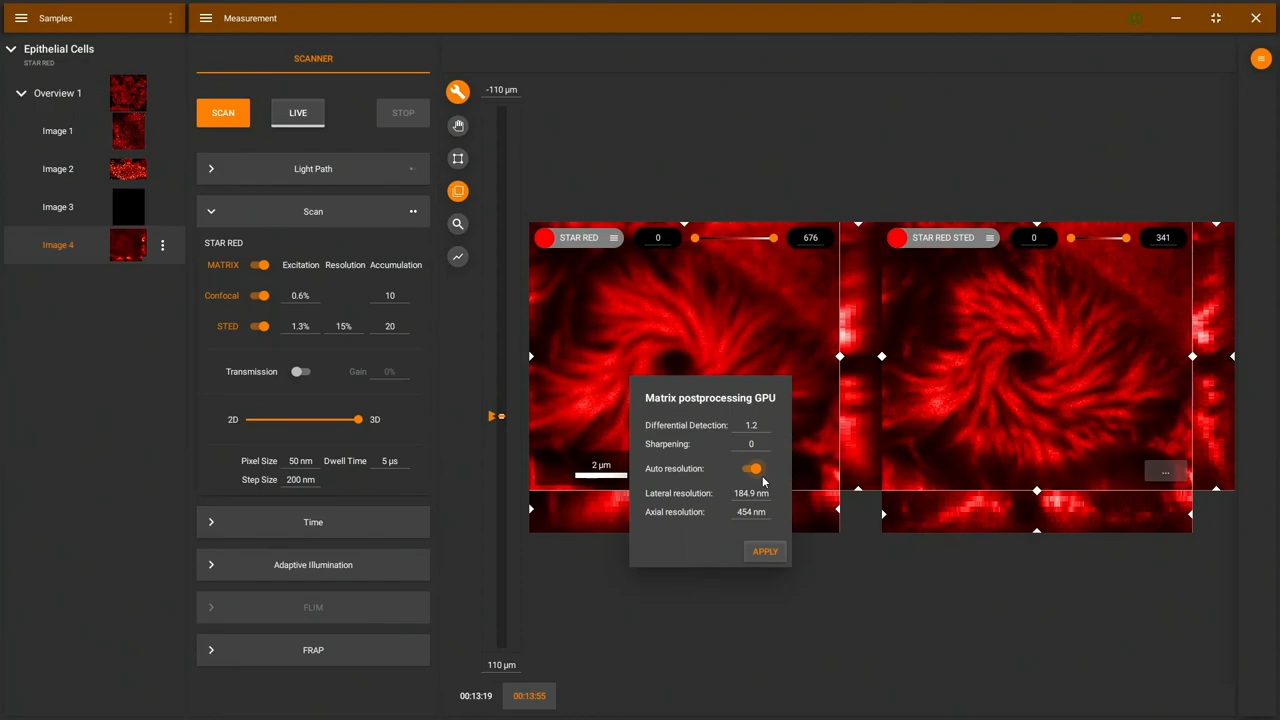 Samples
Measurement
Epithelial Cells
STAR RED
Overview 1
Image 1
Image 2
Image 3
Image 4
SCANNER
SCAN
LIVE
STOP
Light Path
Scan
STAR RED
MATRIX Excitation Resolution Accumulation
Confocal 0.6% 10
STED 1.3% 15% 20
Transmission Gain 0%
2D 3D
Pixel Size 50 nm Dwell Time 5 µs
Step Size 200 nm
Time
Adaptive Illumination
FLIM
FRAP
-110 µm
110 µm
00:13:19 00:13:55
STAR RED 0 676
2 µm
STAR RED STED 0 341
...
Matrix postprocessing GPU
Differential Detection: 1.2
Sharpening: 0
Auto resolution:
Lateral resolution: 184.9 nm
Axial resolution: 454 nm
APPLY